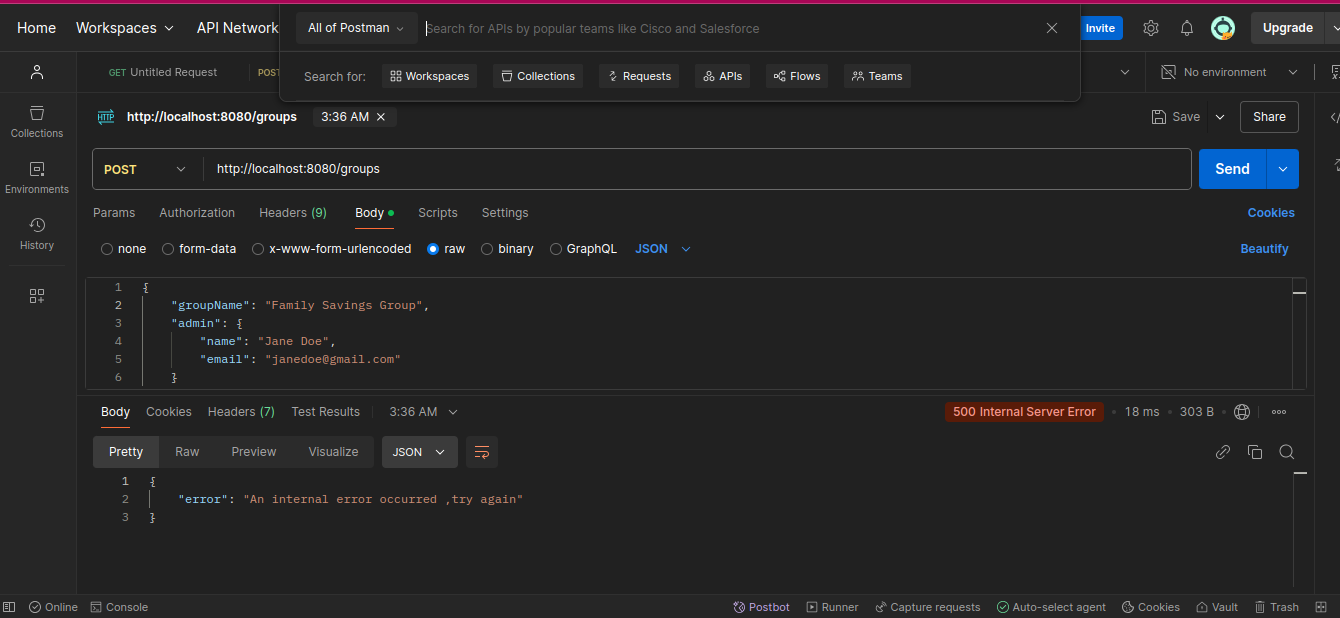 Home Workspaces API Network All of Postman Search for APIs by popular teams like Cisco and Salesforce Invite Upgrade
Search for: Workspaces Collections Requests APIs Flows Teams
GET Untitled Request POST No environment
HTTP http://localhost:8080/groups 3:36 AM Save Share
Collections
POST http://localhost:8080/groups Send
Environments
Params Authorization Headers (9) Body Scripts Settings Cookies
History
none form-data x-www-form-urlencoded raw binary GraphQL JSON Beautify
1 {
2 "groupName": "Family Savings Group",
3 "admin": {
4 "name": "Jane Doe",
5 "email": "janedoe@gmail.com"
6 }
Body Cookies Headers (7) Test Results 3:36 AM 500 Internal Server Error 18 ms 303 B
Pretty Raw Preview Visualize JSON
1 {
2 "error": "An internal error occurred ,try again"
3 }
Online Console Postbot Runner Capture requests Auto-select agent Cookies Vault Trash